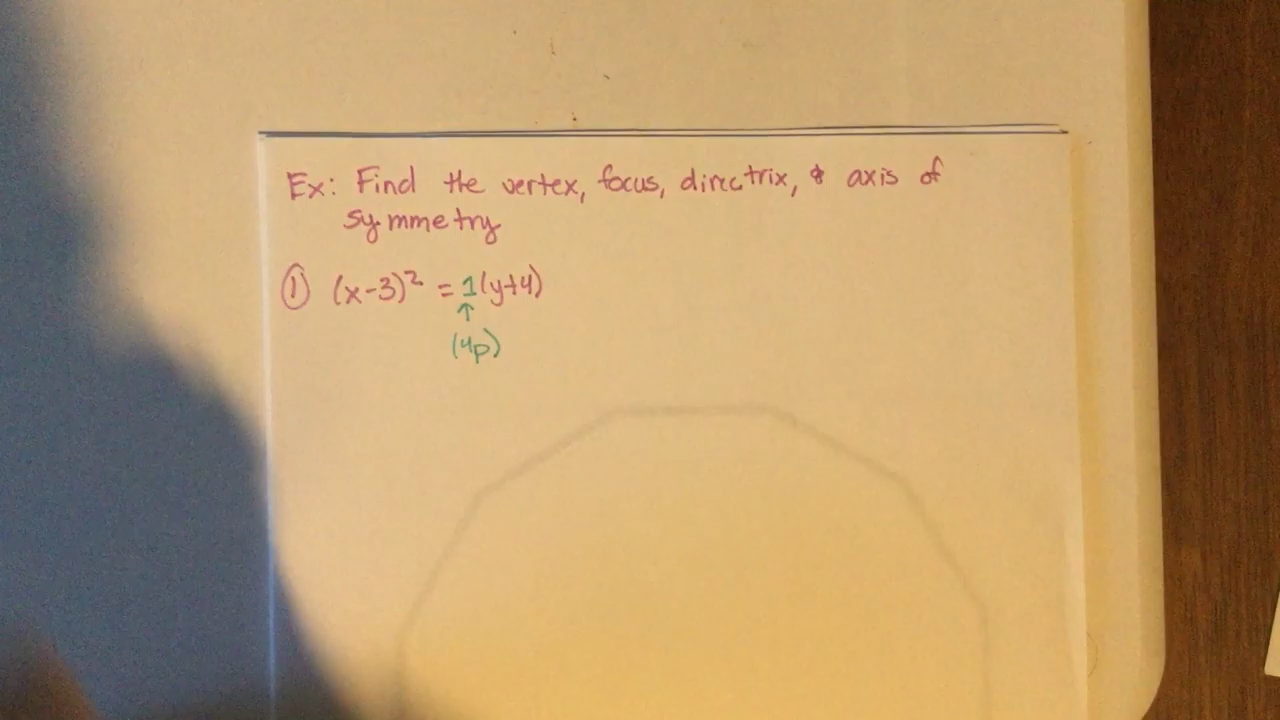 Ex: Find the vertex, focus, directrix, & axis of
symmetry
① (x-3)² = 1(y+4)
↑
(4p)